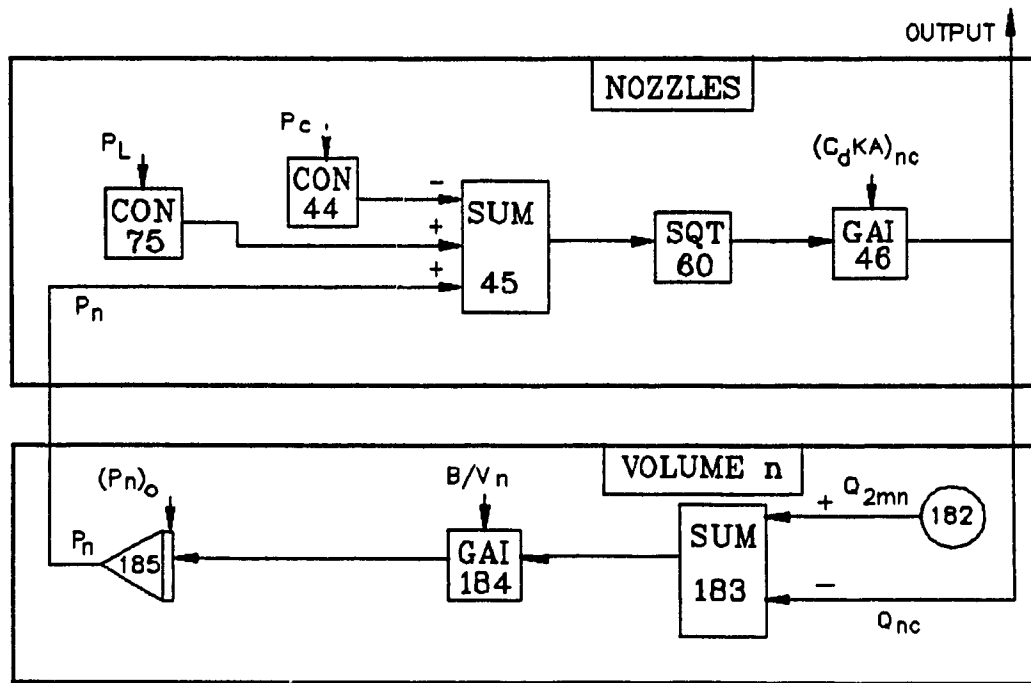 OUTPUT
NOZZLES
P_L
P_c
(C_dKA)_nc
CON
75
CON
44
-
+
+
SUM
45
SQT
60
GAI
46
P_n
VOLUME n
(P_n)_o
B/V_n
+
Q_2mn
182
P_n
185
GAI
184
SUM
183
-
Q_nc